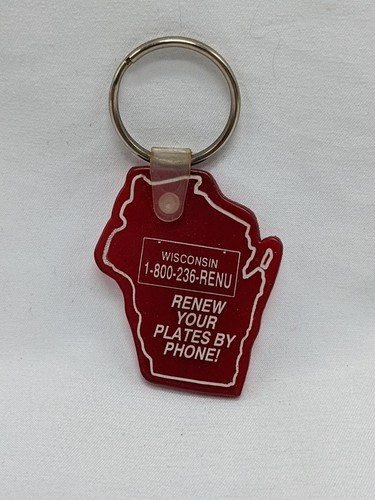 WISCONSIN
1-800-236-RENU
RENEW
YOUR
PLATES BY
PHONE!